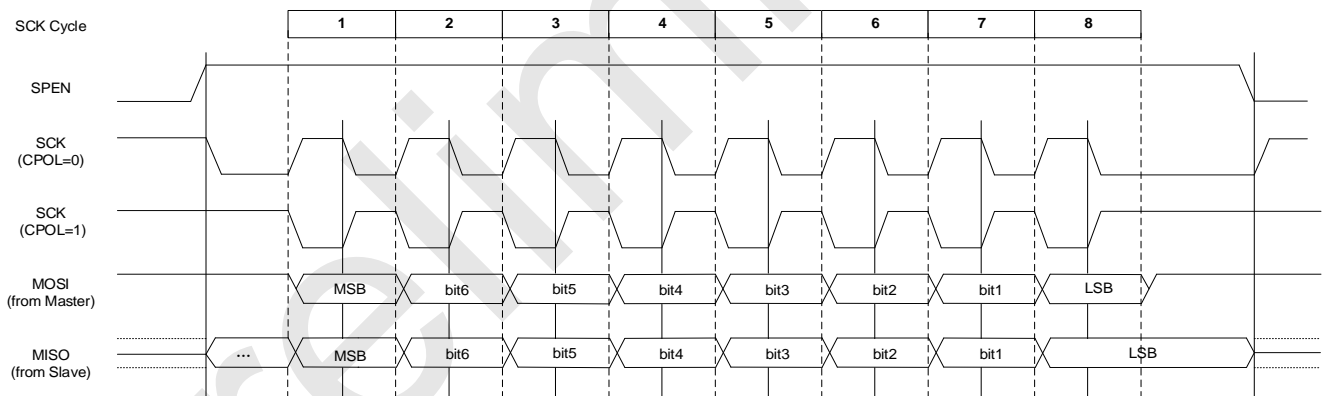 SCK Cycle 1 2 3 4 5 6 7 8
SPEN
SCK
(CPOL=0)
SCK
(CPOL=1)
MOSI
(from Master)
MSB bit6 bit5 bit4 bit3 bit2 bit1 LSB
MISO
(from Slave)
... MSB bit6 bit5 bit4 bit3 bit2 bit1 LSB
relim